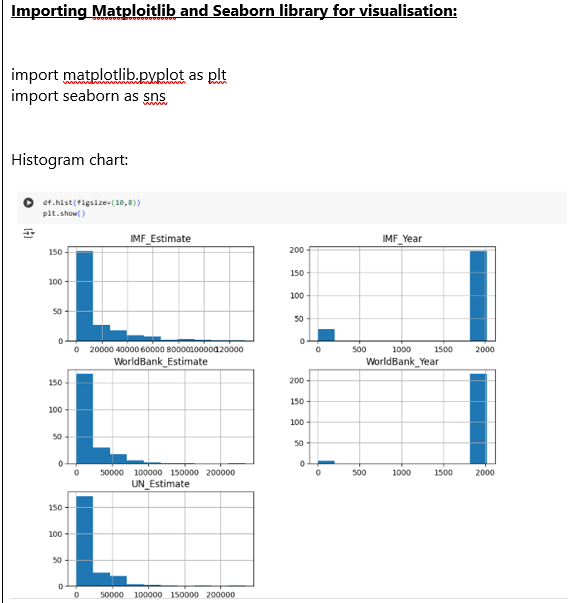 Importing Matploitlib and Seaborn library for visualisation:
import matplotlib.pyplot as plt
import seaborn as sns
Histogram chart:
df.hist(figsize=(10,8))
plt.show()
IMF_Estimate
IMF_Year
150
100
50
0
0 20000 40000 60000 80000 100000 120000
200
150
100
50
0
0 500 1000 1500 2000
WorldBank_Estimate
WorldBank_Year
150
100
50
0
0 50000 100000 150000 200000
200
150
100
50
0
0 500 1000 1500 2000
UN_Estimate
150
100
50
0
0 50000 100000 150000 200000